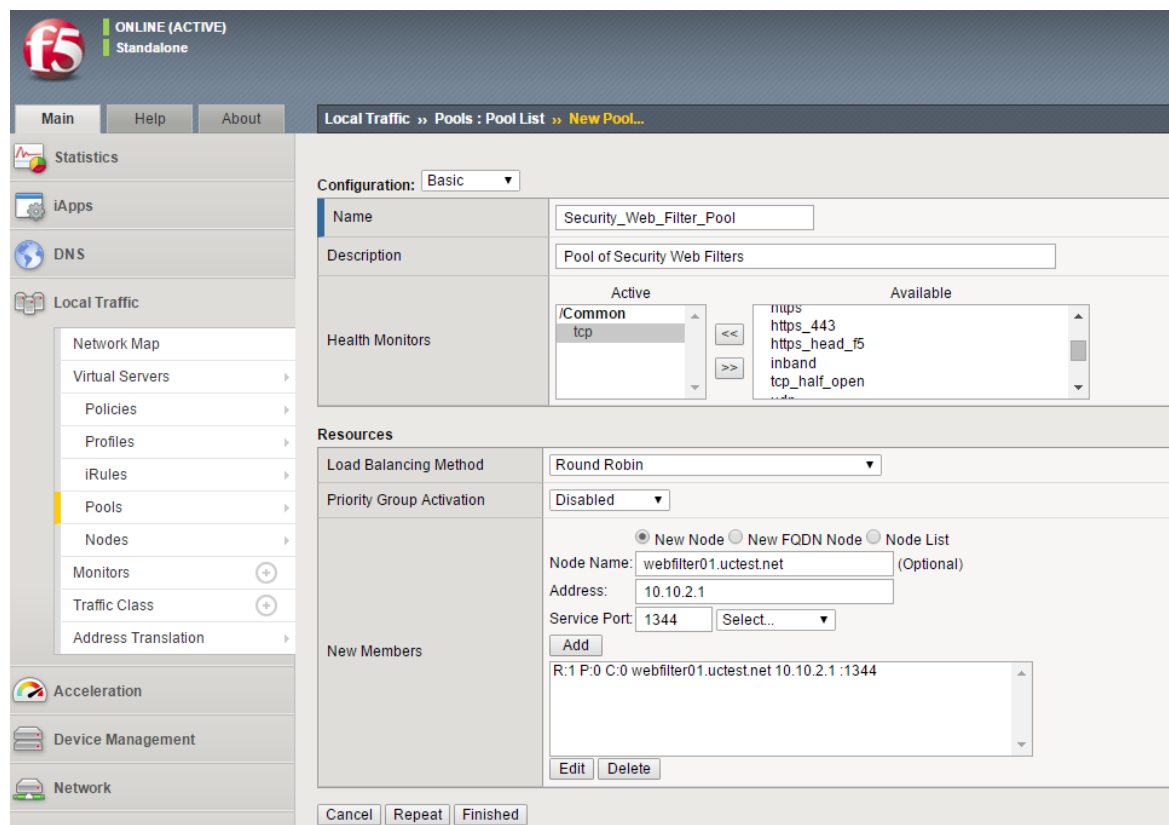 f5
ONLINE (ACTIVE)
Standalone
Main Help About
Local Traffic ›› Pools : Pool List ›› New Pool...
Statistics
iApps
DNS
Local Traffic
Network Map
Virtual Servers
Policies
Profiles
iRules
Pools
Nodes
Monitors
Traffic Class
Address Translation
Acceleration
Device Management
Network
Configuration: Basic
Name Security_Web_Filter_Pool
Description Pool of Security Web Filters
Health Monitors
Active
/Common
tcp
<<
>>
Available
https
https_443
https_head_f5
inband
tcp_half_open
Resources
Load Balancing Method Round Robin
Priority Group Activation Disabled
New Members
New Node New FQDN Node Node List
Node Name: webfilter01.uctest.net (Optional)
Address: 10.10.2.1
Service Port: 1344 Select...
Add
R:1 P:0 C:0 webfilter01.uctest.net 10.10.2.1 :1344
Edit Delete
Cancel Repeat Finished